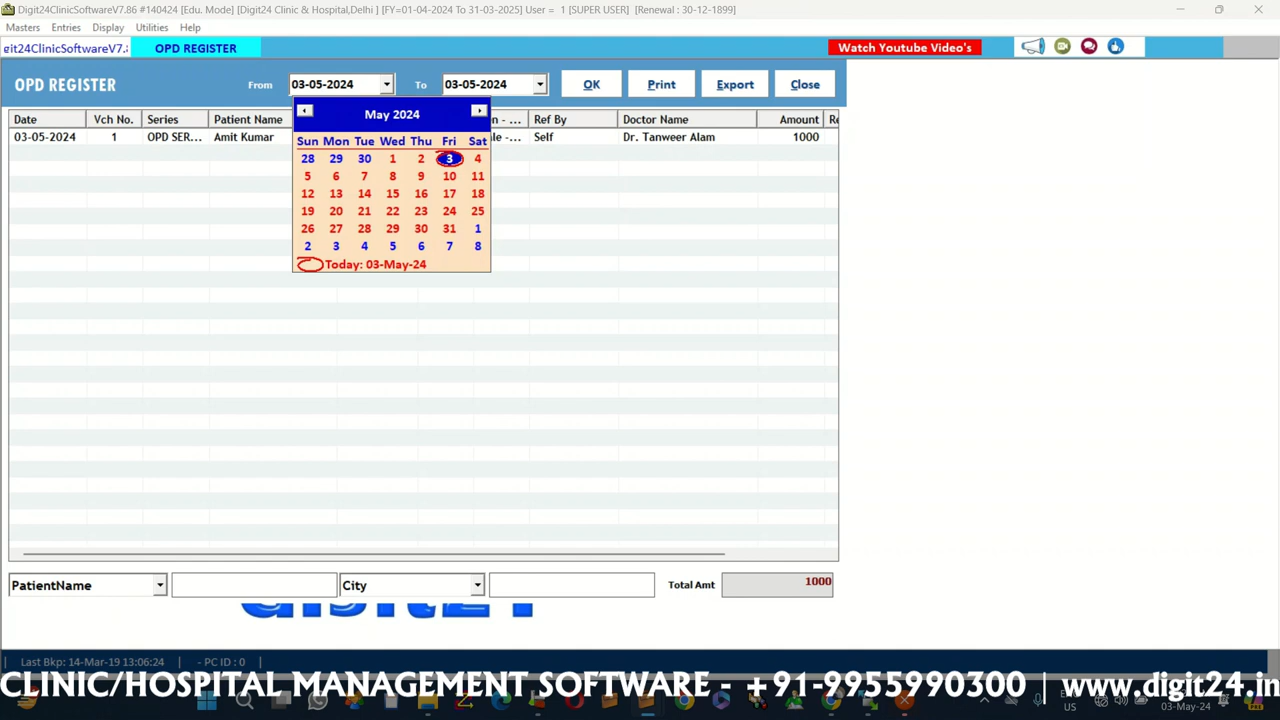 Digit24ClinicSoftwareV7.86 #140424 [Edu. Mode] [Digit24 Clinic & Hospital,Delhi ] [FY=01-04-2024 To 31-03-2025] User = 1 [SUPER USER] [Renewal : 30-12-1899]
Masters Entries Display Utilities Help
git24ClinicSoftwareV7.8 OPD REGISTER Watch Youtube Video's
OPD REGISTER From 03-05-2024 To 03-05-2024 OK Print Export Close
Date Vch No. Series Patient Name Ref By Doctor Name Amount
03-05-2024 1 OPD SER... Amit Kumar Self Dr. Tanweer Alam 1000
May 2024
Sun Mon Tue Wed Thu Fri Sat
28 29 30 1 2 3 4
5 6 7 8 9 10 11
12 13 14 15 16 17 18
19 20 21 22 23 24 25
26 27 28 29 30 31 1
2 3 4 5 6 7 8
Today: 03-May-24
PatientName City Total Amt 1000
Last Bkp: 14-Mar-19 13:06:24 - PC ID : 0
CLINIC/HOSPITAL MANAGEMENT SOFTWARE - +91-9955990300 | www.digit24.in
US 03-May-24